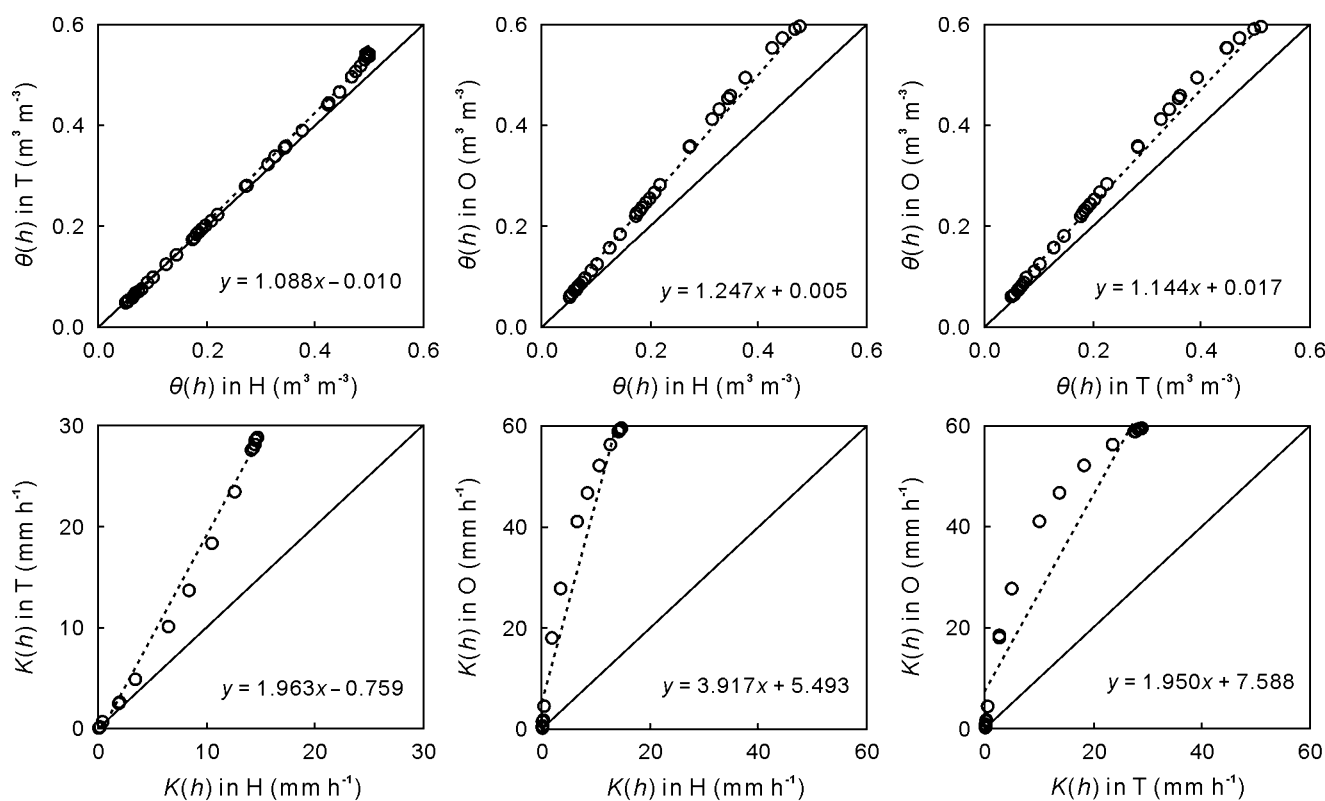 0.6
0.4
0.2
0.0
0.0 0.2 0.4 0.6
θ(h) in T (m³ m⁻³)
θ(h) in H (m³ m⁻³)
y = 1.088x – 0.010
0.6
0.4
0.2
0.0
0.0 0.2 0.4 0.6
θ(h) in O (m³ m⁻³)
θ(h) in H (m³ m⁻³)
y = 1.247x + 0.005
0.6
0.4
0.2
0.0
0.0 0.2 0.4 0.6
θ(h) in O (m³ m⁻³)
θ(h) in T (m³ m⁻³)
y = 1.144x + 0.017
30
20
10
0
0 10 20 30
K(h) in T (mm h⁻¹)
K(h) in H (mm h⁻¹)
y = 1.963x – 0.759
60
40
20
0
0 20 40 60
K(h) in O (mm h⁻¹)
K(h) in H (mm h⁻¹)
y = 3.917x + 5.493
60
40
20
0
0 20 40 60
K(h) in O (mm h⁻¹)
K(h) in T (mm h⁻¹)
y = 1.950x + 7.588